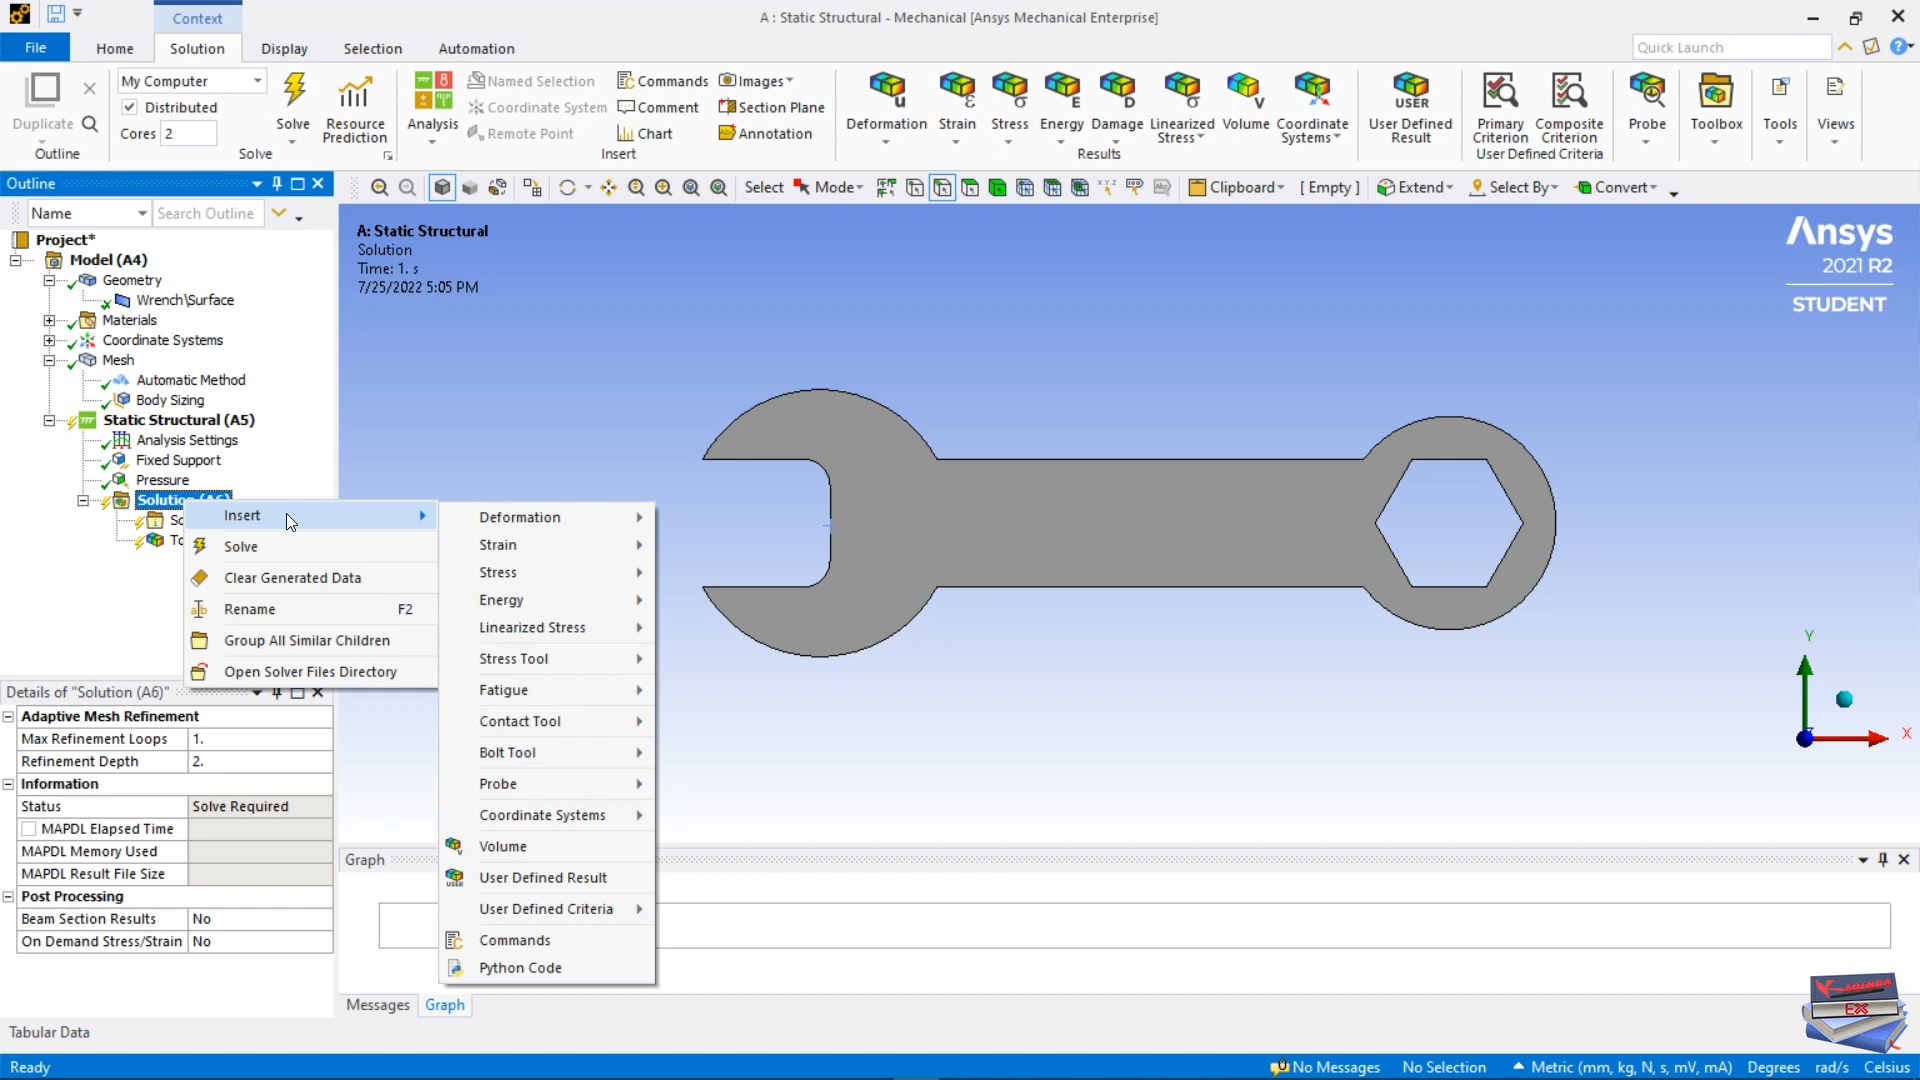 Context
A : Static Structural - Mechanical [Ansys Mechanical Enterprise]
File
Home
Solution
Display
Selection
Automation
Quick Launch
Duplicate
Outline
My Computer
Distributed
Cores 2
Solve
Resource
Prediction
Solve
Analysis
Named Selection
Coordinate System
Remote Point
Commands
Comment
Chart
Images
Section Plane
Annotation
Insert
Deformation
Strain
Stress
Energy
Damage
Linearized
Stress
Volume
Coordinate
Systems
Results
USER
User Defined
Result
Primary
Criterion
Composite
Criterion
User Defined Criteria
Probe
Toolbox
Tools
Views
Outline
Select
Mode
Clipboard
[ Empty ]
Extend
Select By
Convert
Name
Search Outline
Project*
Model (A4)
Geometry
Wrench\Surface
Materials
Coordinate Systems
Mesh
Automatic Method
Body Sizing
Static Structural (A5)
Analysis Settings
Fixed Support
Pressure
Solution (A6)
So
To
Insert
Solve
Clear Generated Data
Rename F2
Group All Similar Children
Open Solver Files Directory
Deformation
Strain
Stress
Energy
Linearized Stress
Stress Tool
Fatigue
Contact Tool
Bolt Tool
Probe
Coordinate Systems
Volume
User Defined Result
User Defined Criteria
Commands
Python Code
A: Static Structural
Solution
Time: 1. s
7/25/2022 5:05 PM
Ansys
2021 R2
STUDENT
Y
X
Details of "Solution (A6)"
Adaptive Mesh Refinement
Max Refinement Loops 1.
Refinement Depth 2.
Information
Status Solve Required
MAPDL Elapsed Time
MAPDL Memory Used
MAPDL Result File Size
Post Processing
Beam Section Results No
On Demand Stress/Strain No
Graph
Messages
Graph
EX
Tabular Data
Ready
No Messages
No Selection
Metric (mm, kg, N, s, mV, mA)
Degrees
rad/s
Celsius